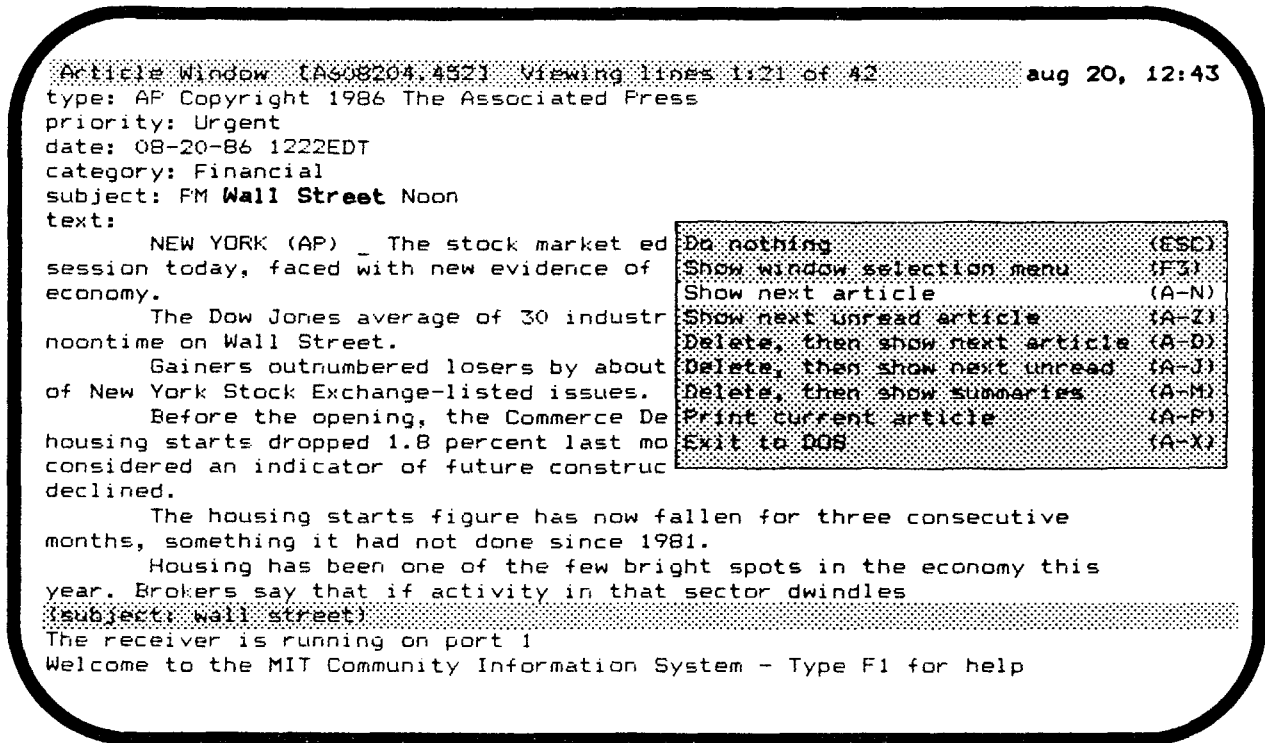 Article Window [AS08204.452] Viewing lines 1:21 of 42 aug 20, 12:43
type: AP Copyright 1986 The Associated Press
priority: Urgent
date: 08-20-86 1222EDT
category: Financial
subject: PM Wall Street Noon
text:
NEW YORK (AP) _ The stock market ed
session today, faced with new evidence of
economy.
The Dow Jones average of 30 industr
noontime on Wall Street.
Gainers outnumbered losers by about
of New York Stock Exchange-listed issues.
Before the opening, the Commerce De
housing starts dropped 1.8 percent last mo
considered an indicator of future construc
declined.
The housing starts figure has now fallen for three consecutive
months, something it had not done since 1981.
Housing has been one of the few bright spots in the economy this
year. Brokers say that if activity in that sector dwindles
Do nothing (ESC)
Show window selection menu (F3)
Show next article (A-N)
Show next unread article (A-Z)
Delete, then show next article (A-D)
Delete, then show next unread (A-J)
Delete, then show summaries (A-M)
Print current article (A-P)
Exit to DOS (A-X)
(subject: wall street)
The receiver is running on port 1
Welcome to the MIT Community Information System - Type F1 for help